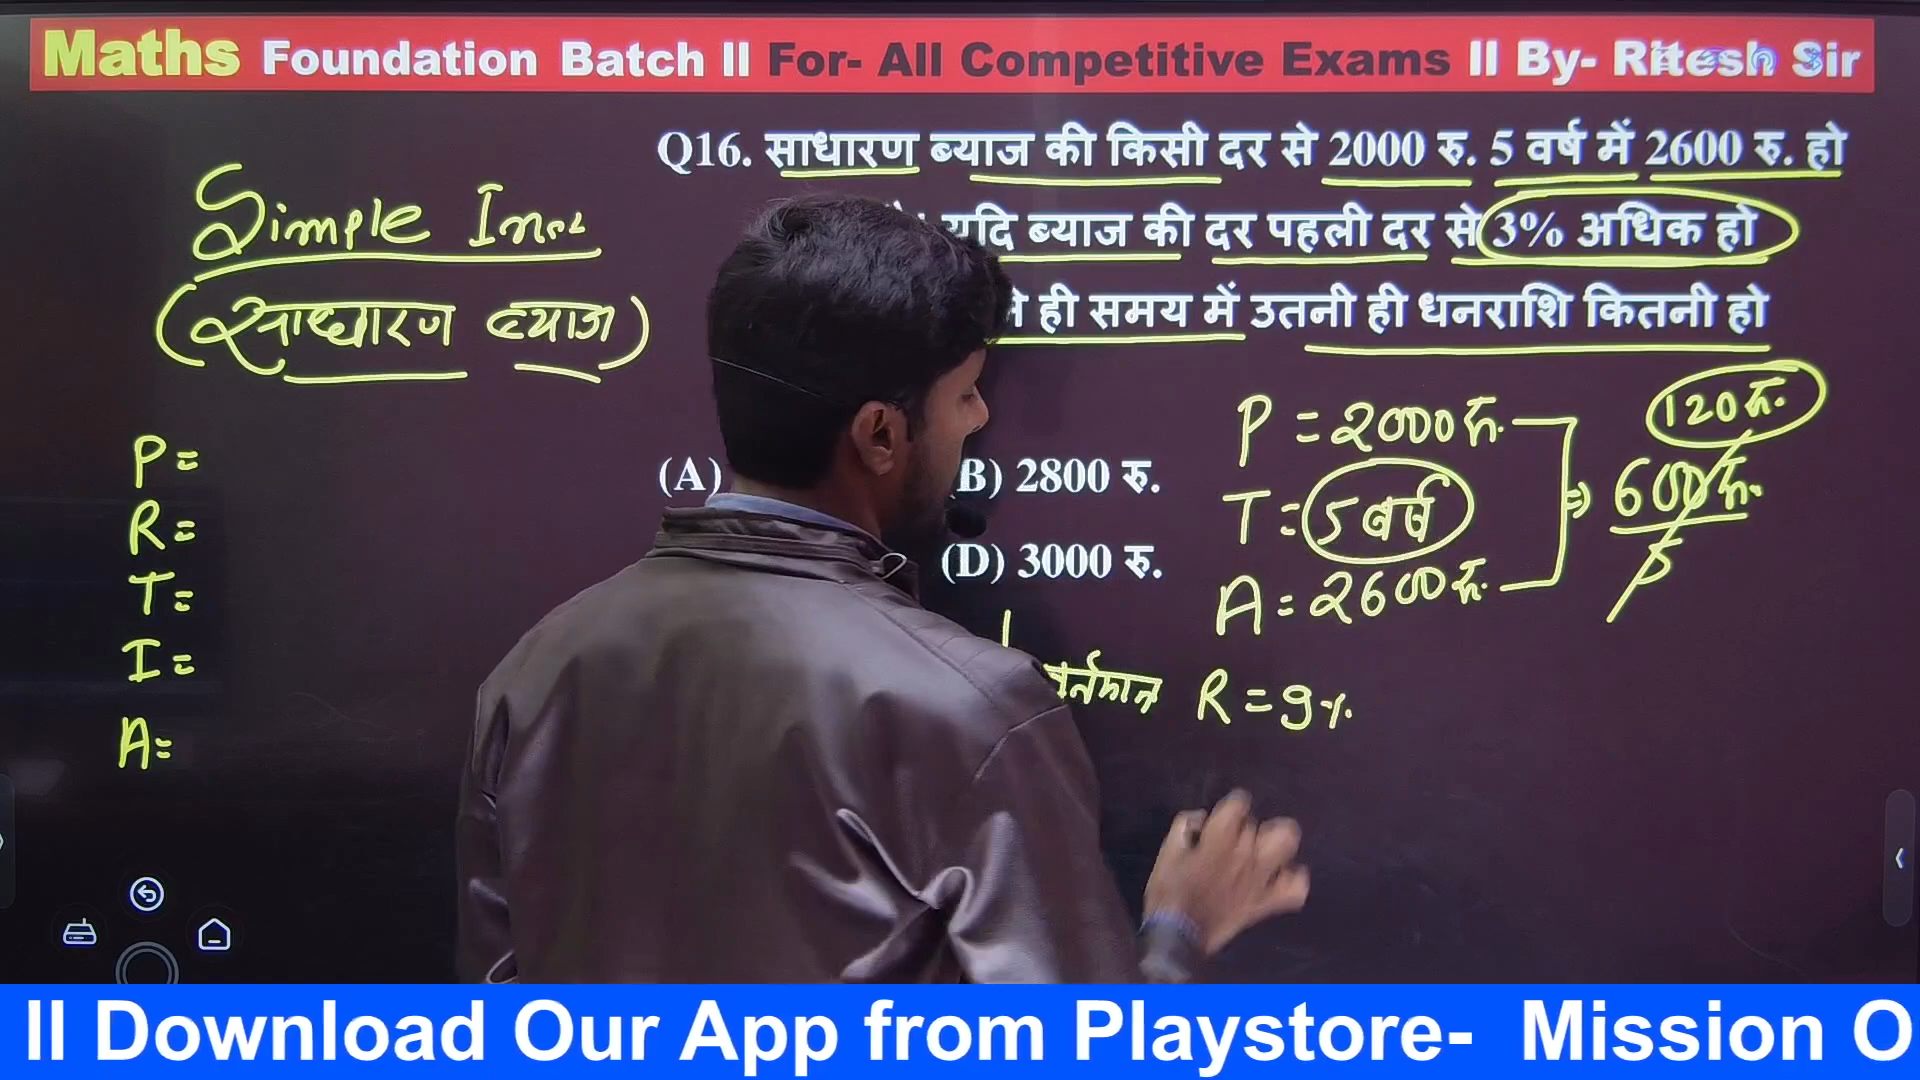 Maths Foundation Batch II For- All Competitive Exams II By- Ritesh Sir
Q16. साधारण ब्याज की किसी दर से 2000 रु. 5 वर्ष में 2600 रु. हो
यदि ब्याज की दर पहली दर से 3% अधिक हो
ही समय में उतनी ही धनराशि कितनी हो
(A)
B) 2800 रु.
(D) 3000 रु.
Simple
(साधारण ब्याज)
P =
R =
T =
I =
A =
P = 2000 रु.
T = 5 वर्ष
A = 2600 रु.
120 रु.
600 रु.
5
R = 9%
II Download Our App from Playstore- Mission O